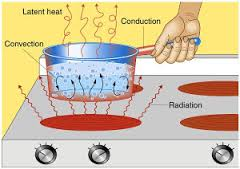 Latent heat
Conduction
Convection
Radiation